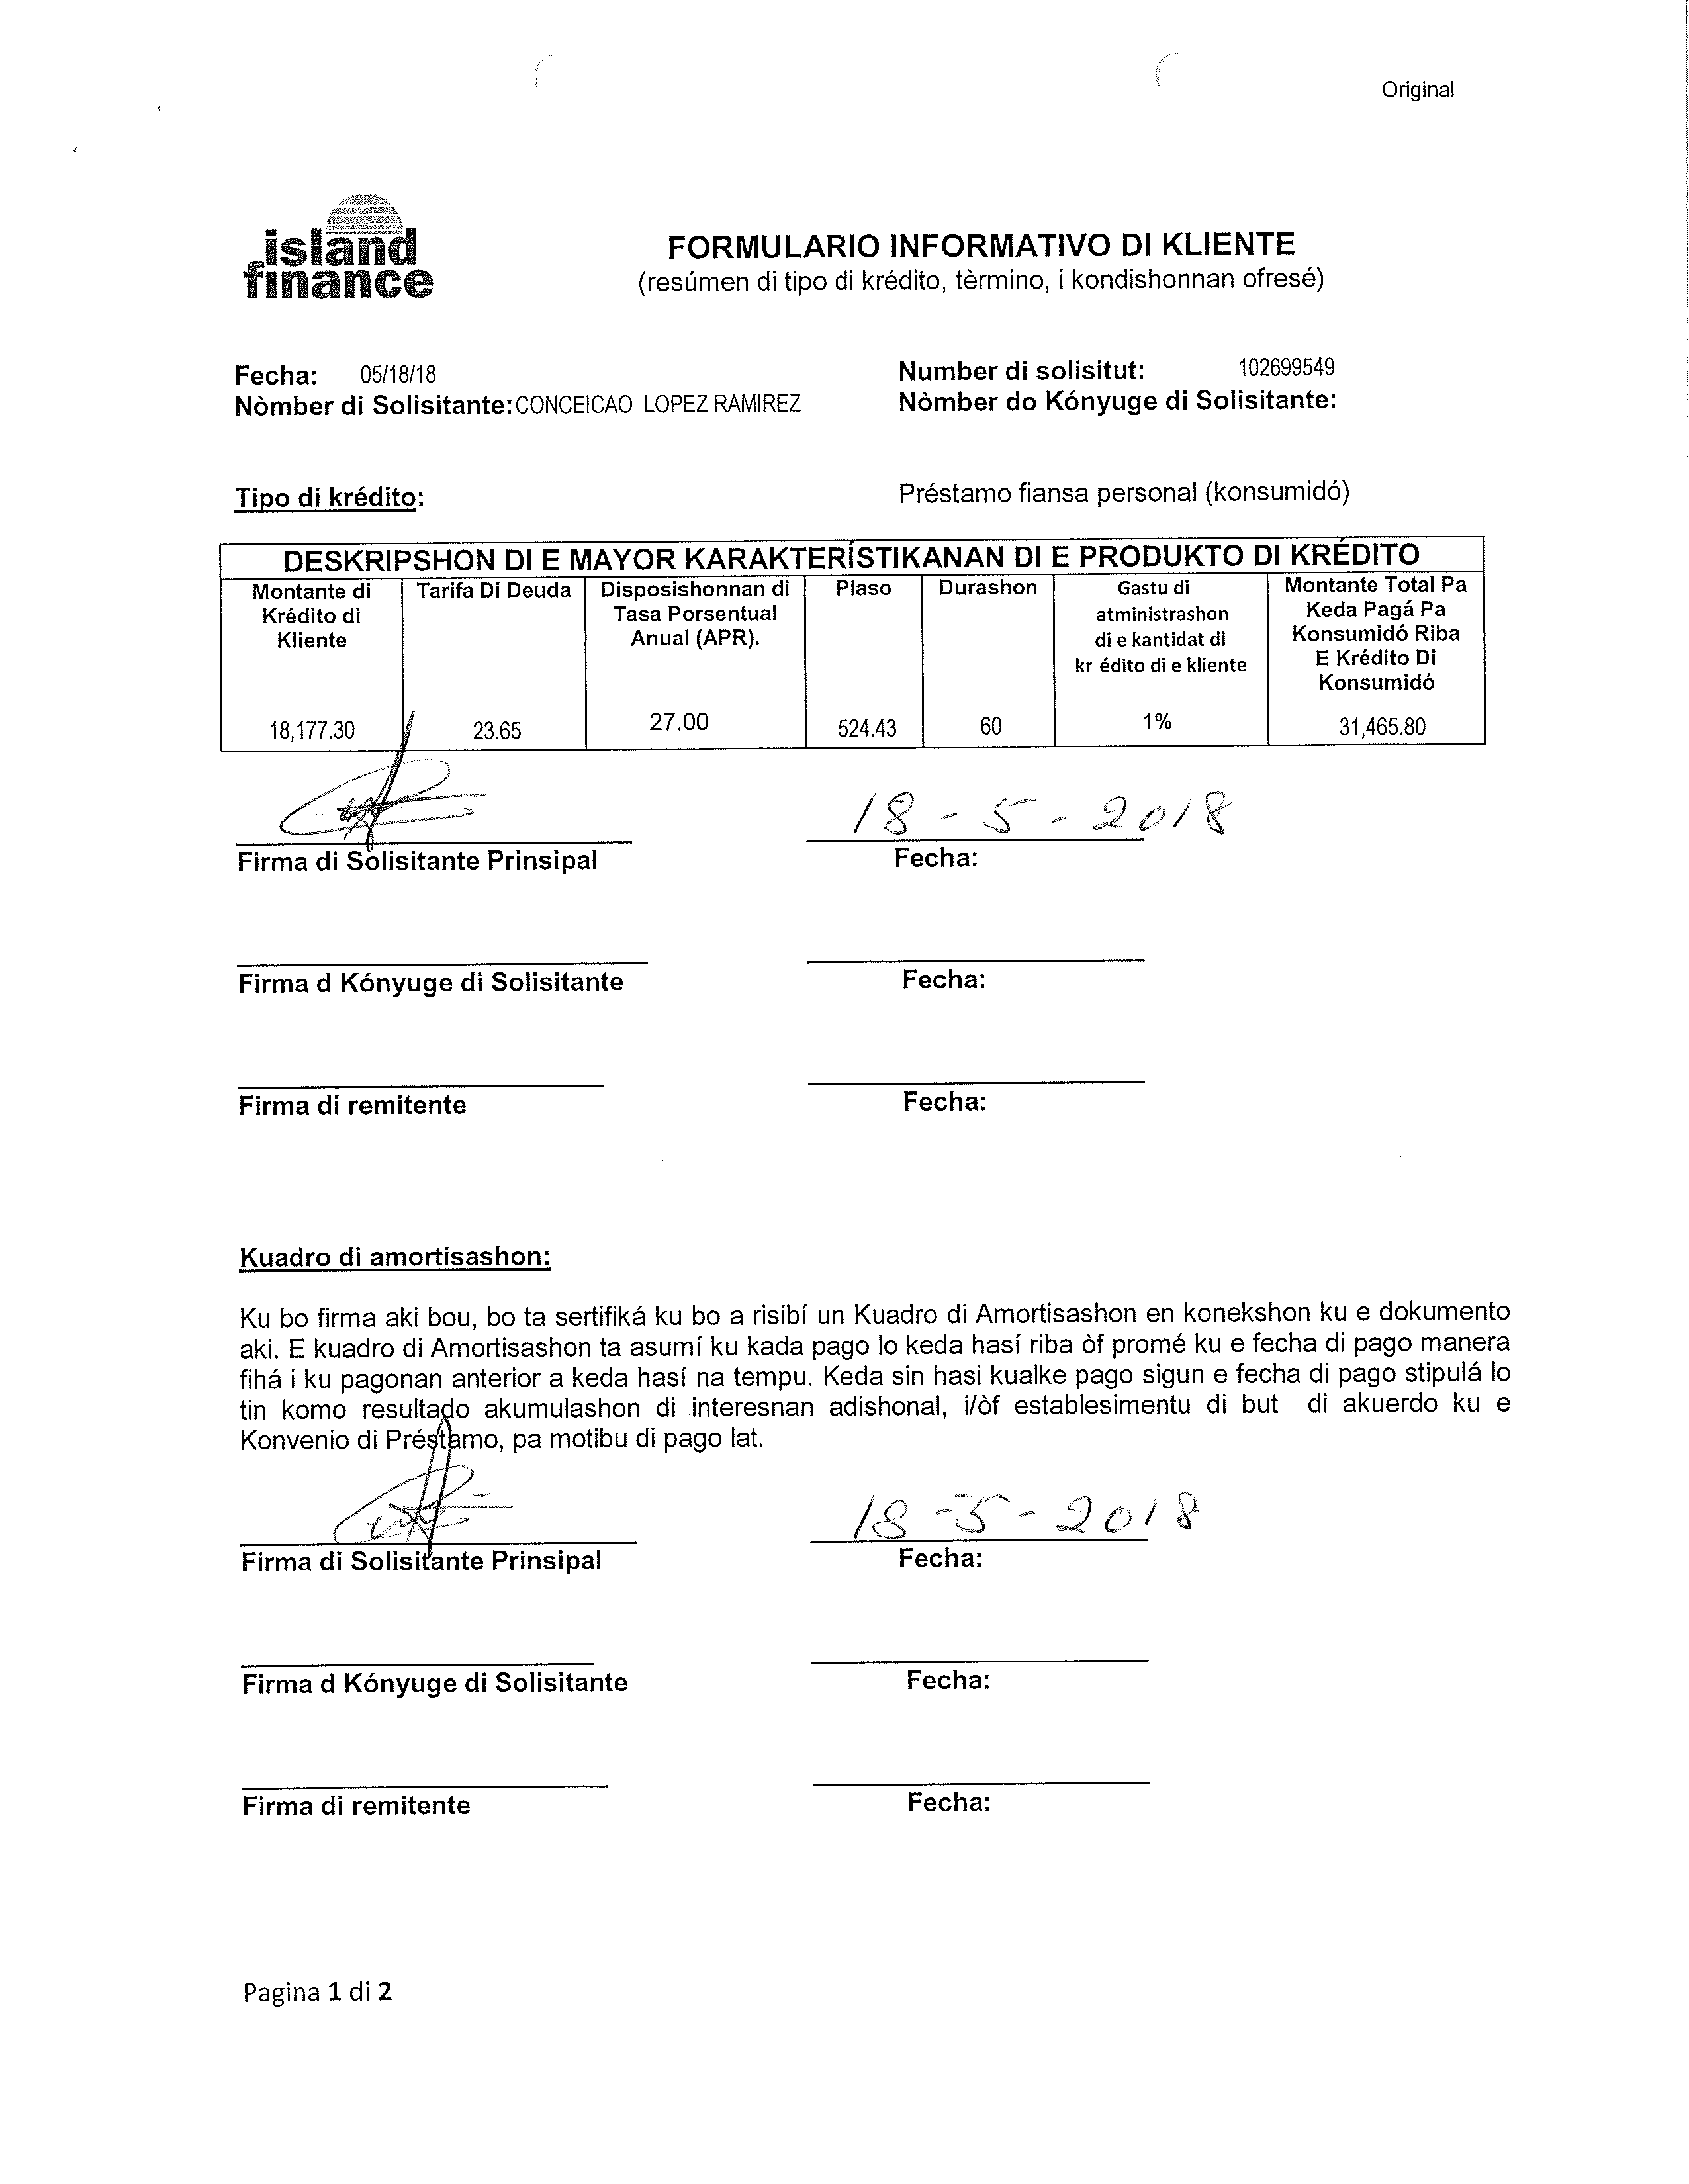 Original
island
finance
FORMULARIO INFORMATIVO DI KLIENTE
(resúmen di tipo di krédito, tèrmino, i kondishonnan ofresé)
Fecha: 05/18/18
Number di solisitut: 102699549
Nòmber di Solisitante: CONCEICAO LOPEZ RAMIREZ
Nòmber do Kónyuge di Solisitante:
Tipo di krédito:
Préstamo fiansa personal (konsumidó)
DESKRIPSHON DI E MAYOR KARAKTERÍSTIKANAN DI E PRODUKTO DI KRÉDITO
Montante di
Krédito di
Kliente
18,177.30
Tarifa Di Deuda
23.65
Disposishonnan di
Tasa Porsentual
Anual (APR).
27.00
Plaso
524.43
Durashon
60
Gastu di
atministrashon
di e kantidat di
kr édito di e kliente
1%
Montante Total Pa
Keda Pagá Pa
Konsumidó Riba
E Krédito Di
Konsumidó
31,465.80
18 - 5 - 2018
Firma di Solisitante Prinsipal
Fecha:
Firma d Kónyuge di Solisitante
Fecha:
Firma di remitente
Fecha:
Kuadro di amortisashon:
Ku bo firma aki bou, bo ta sertifiká ku bo a risibí un Kuadro di Amortisashon en konekshon ku e dokumento
aki. E kuadro di Amortisashon ta asumí ku kada pago lo keda hasí riba òf promé ku e fecha di pago manera
fihá i ku pagonan anterior a keda hasí na tempu. Keda sin hasi kualke pago sigun e fecha di pago stipulá lo
tin komo resultado akumulashon di interesnan adishonal, i/òf establesimentu di but di akuerdo ku e
Konvenio di Préstamo, pa motibu di pago lat.
18 - 5 - 2018
Firma di Solisitante Prinsipal
Fecha:
Firma d Kónyuge di Solisitante
Fecha:
Firma di remitente
Fecha:
Pagina 1 di 2